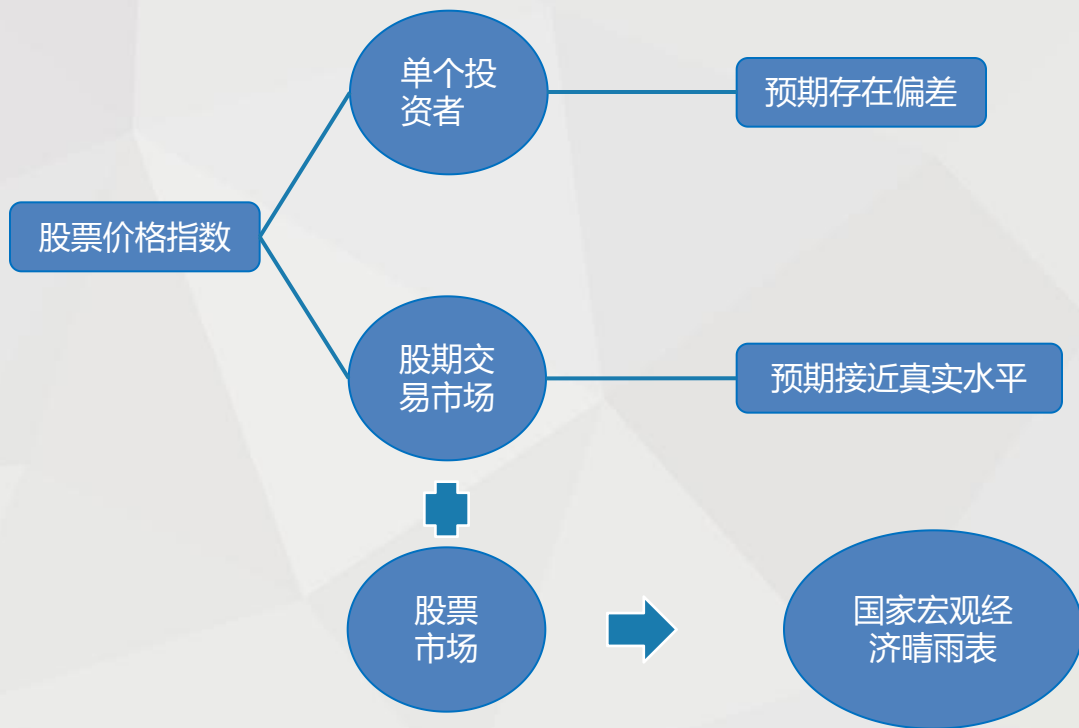 单个投
资者
预期存在偏差
股票价格指数
股期交
易市场
预期接近真实水平
股票
市场
国家宏观经
济晴雨表